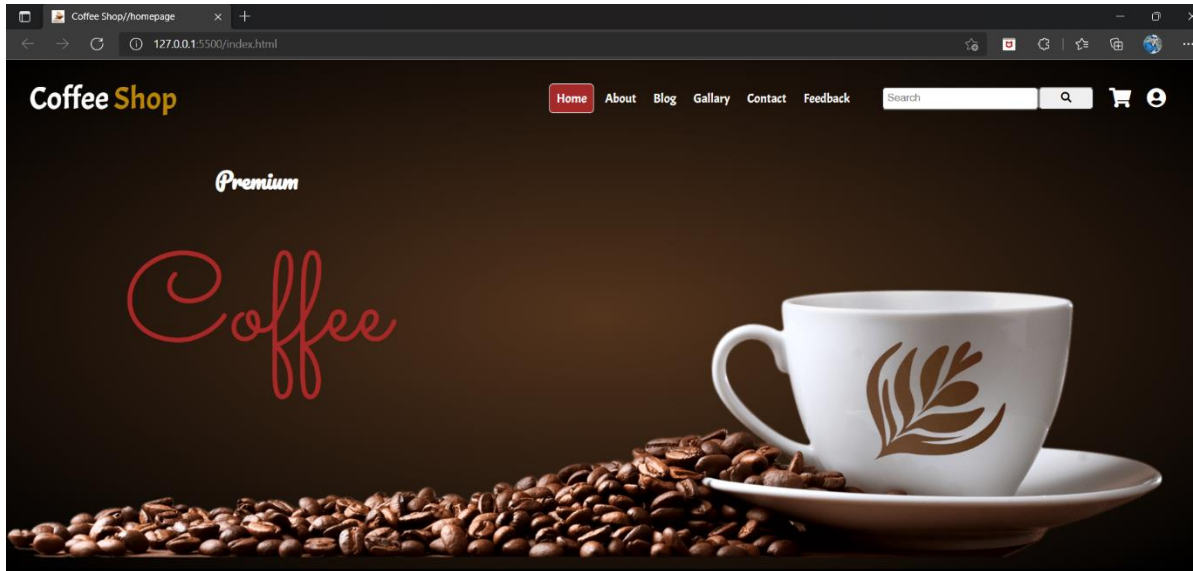 Coffee Shop//homepage
127.0.0.1:5500/index.html
Coffee Shop
Home About Blog Gallary Contact Feedback Search
Premium
Coffee